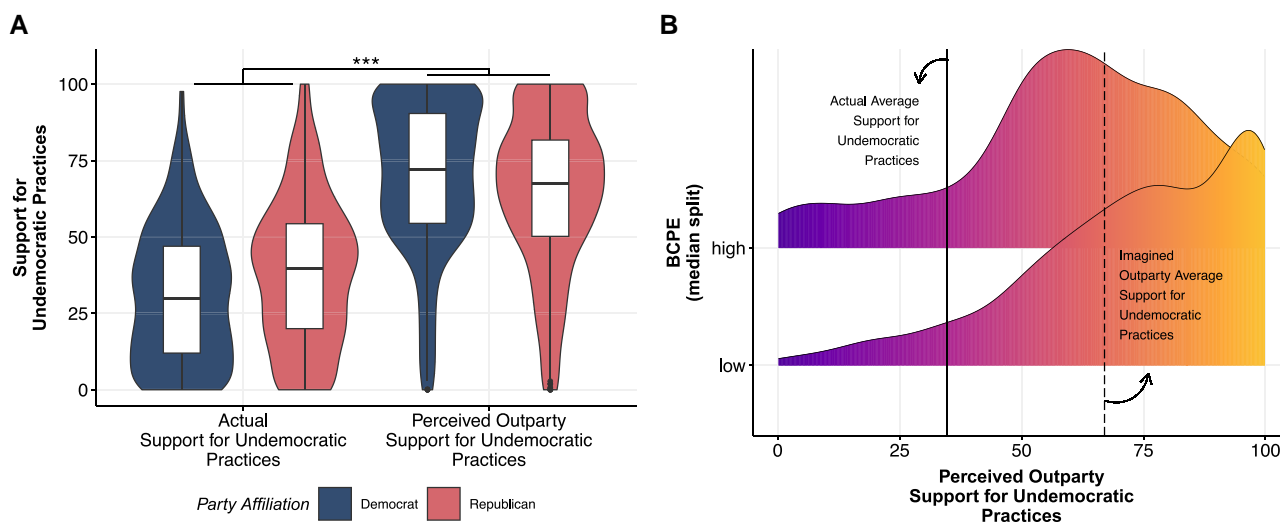 A
Support for
Undemocratic Practices
100
75
50
25
0
***
Actual
Support for Undemocratic
Practices
Perceived Outparty
Support for Undemocratic
Practices
Party Affiliation
Democrat
Republican
B
BCPE
(median split)
high
low
Actual Average
Support for
Undemocratic
Practices
Imagined
Outparty Average
Support for
Undemocratic
Practices
0
25
50
75
100
Perceived Outparty
Support for Undemocratic
Practices